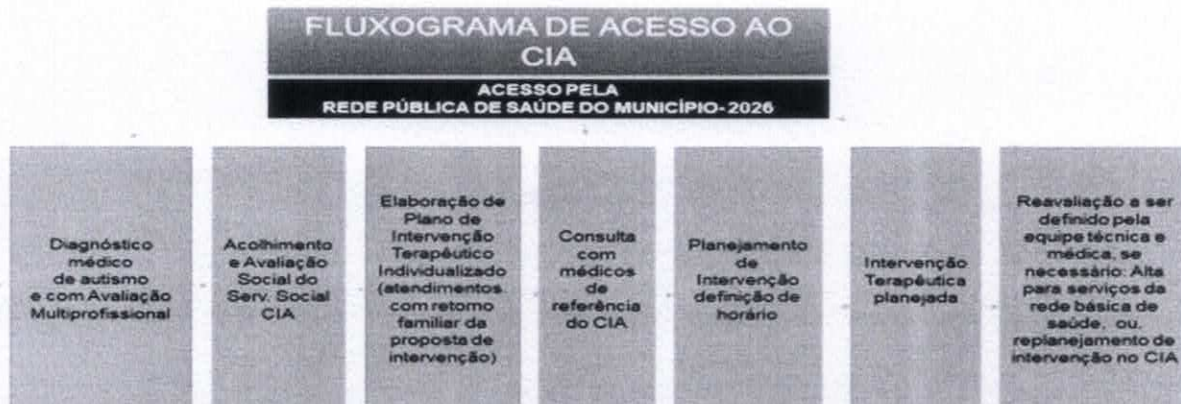 FLUXOGRAMA DE ACESSO AO
CIA
ACESSO PELA
REDE PÚBLICA DE SAÚDE DO MUNICÍPIO- 2026
Diagnóstico
médico
de autismo
e com Avaliação
Multiprofissional
Acolhimento
e Avaliação
Social do
Serv. Social
CIA
Elaboração de
Plano de
Intervenção
Terapêutico
Individualizado
(atendimentos
com retorno
familiar da
proposta de
intervenção)
Consulta
com
médicos
de
referência
do CIA
Planejamento
de
Intervenção
definição de
horário
Intervenção
Terapêutica
planejada
Reavaliação a ser
definido pela
equipe técnica e
médica, se
necessário: Alta
para serviços da
rede básica de
saúde, ou,
replanejamento de
intervenção no CIA